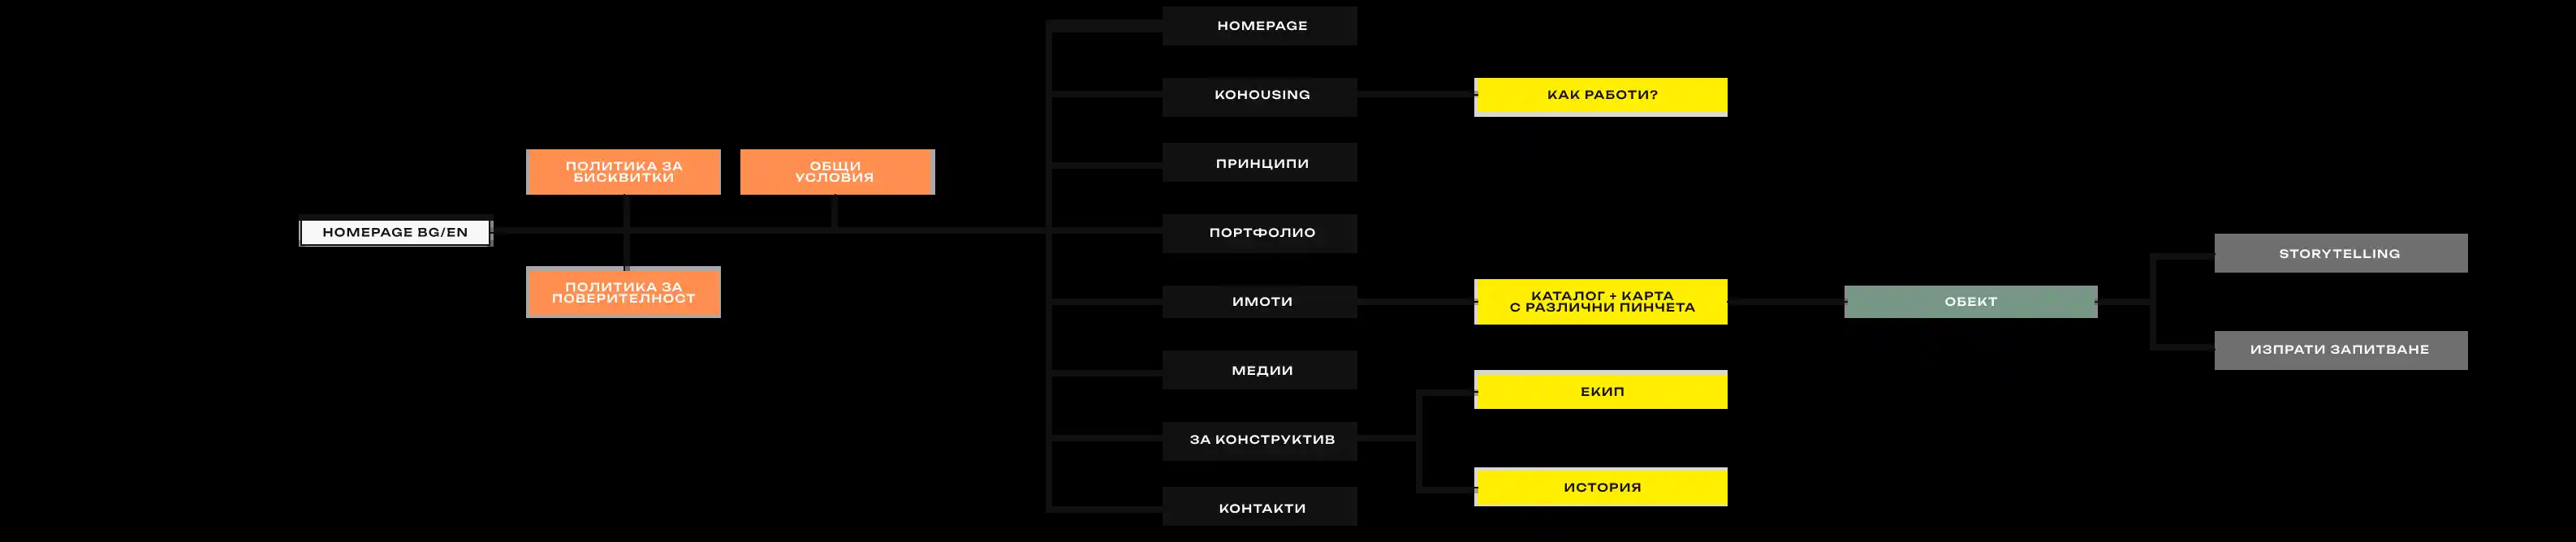 HOMEPAGE BG/EN
ПОЛИТИКА ЗА
БИСКВИТКИ
ОБЩИ
УСЛОВИЯ
ПОЛИТИКА ЗА
ПОВЕРИТЕЛНОСТ
HOMEPAGE
KOHOUSING
КАК РАБОТИ?
ПРИНЦИПИ
ПОРТФОЛИО
ИМОТИ
КАТАЛОГ + КАРТА
С РАЗЛИЧНИ ПИНЧЕТА
ОБЕКТ
STORYTELLING
ИЗПРАТИ ЗАПИТВАНЕ
МЕДИИ
ЗА КОНСТРУКТИВ
ЕКИП
ИСТОРИЯ
КОНТАКТИ